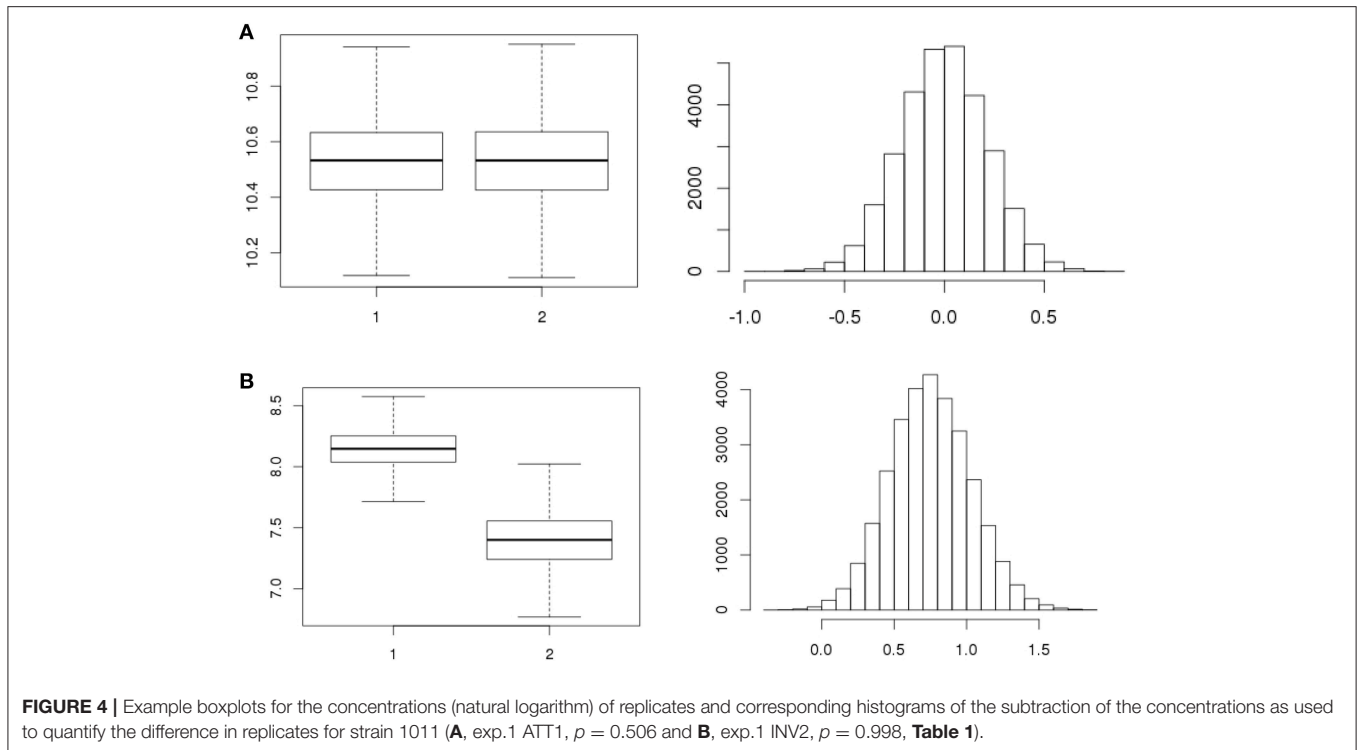 A
10.2 10.4 10.6 10.8
1 2
0 2000 4000
-1.0 -0.5 0.0 0.5
B
7.0 7.5 8.0 8.5
1 2
0 1000 2000 3000 4000
0.0 0.5 1.0 1.5
FIGURE 4 | Example boxplots for the concentrations (natural logarithm) of replicates and corresponding histograms of the subtraction of the concentrations as used
to quantify the difference in replicates for strain 1011 (A, exp.1 ATT1, p = 0.506 and B, exp.1 INV2, p = 0.998, Table 1).